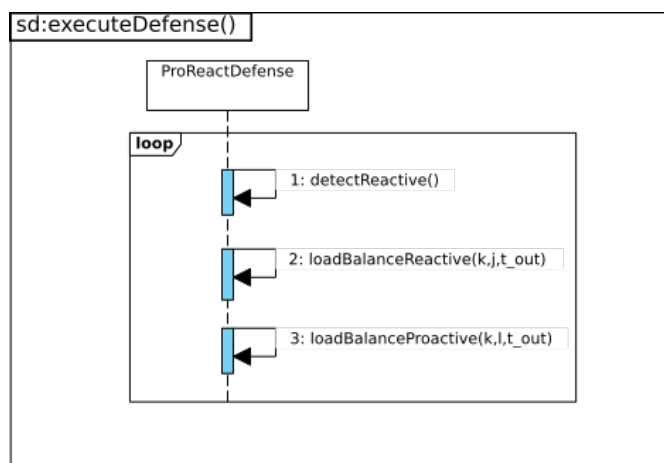 sd:executeDefense()
ProReactDefense
loop
1: detectReactive()
2: loadBalanceReactive(k,j,t_out)
3: loadBalanceProactive(k,l,t_out)